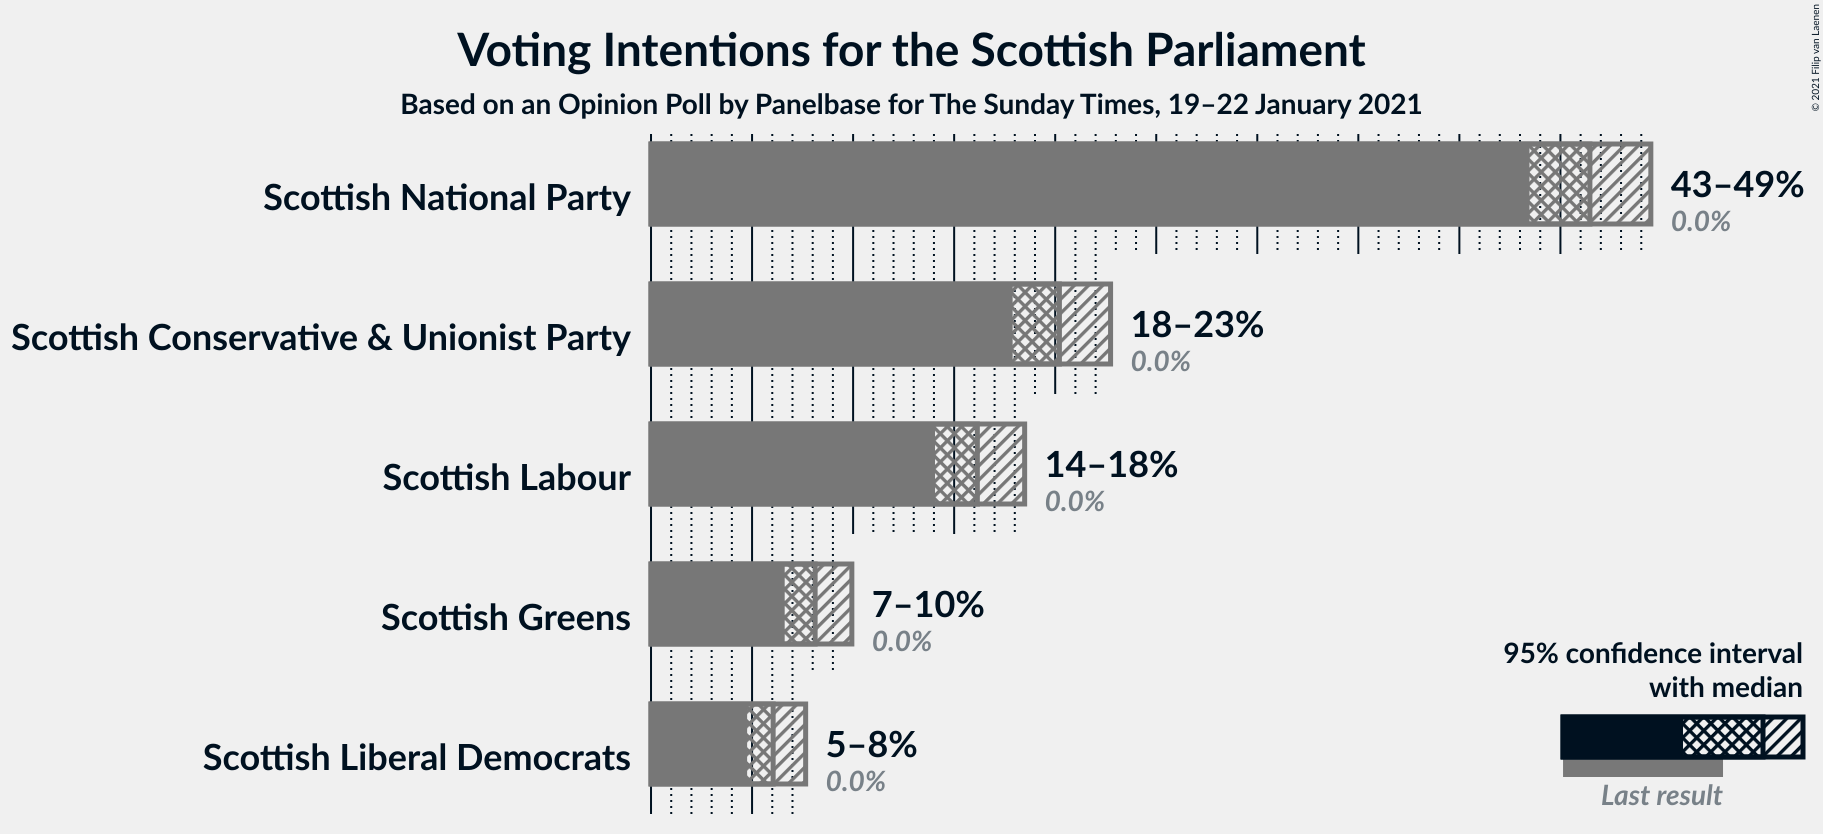 Voting Intentions for the Scottish Parliament
Based on an Opinion Poll by Panelbase for The Sunday Times, 19–22 January 2021
© 2021 Filip van Laenen
Scottish National Party
43–49%
0.0%
Scottish Conservative & Unionist Party
18–23%
0.0%
Scottish Labour
14–18%
0.0%
Scottish Greens
7–10%
0.0%
Scottish Liberal Democrats
5–8%
0.0%
95% confidence interval
with median
Last result